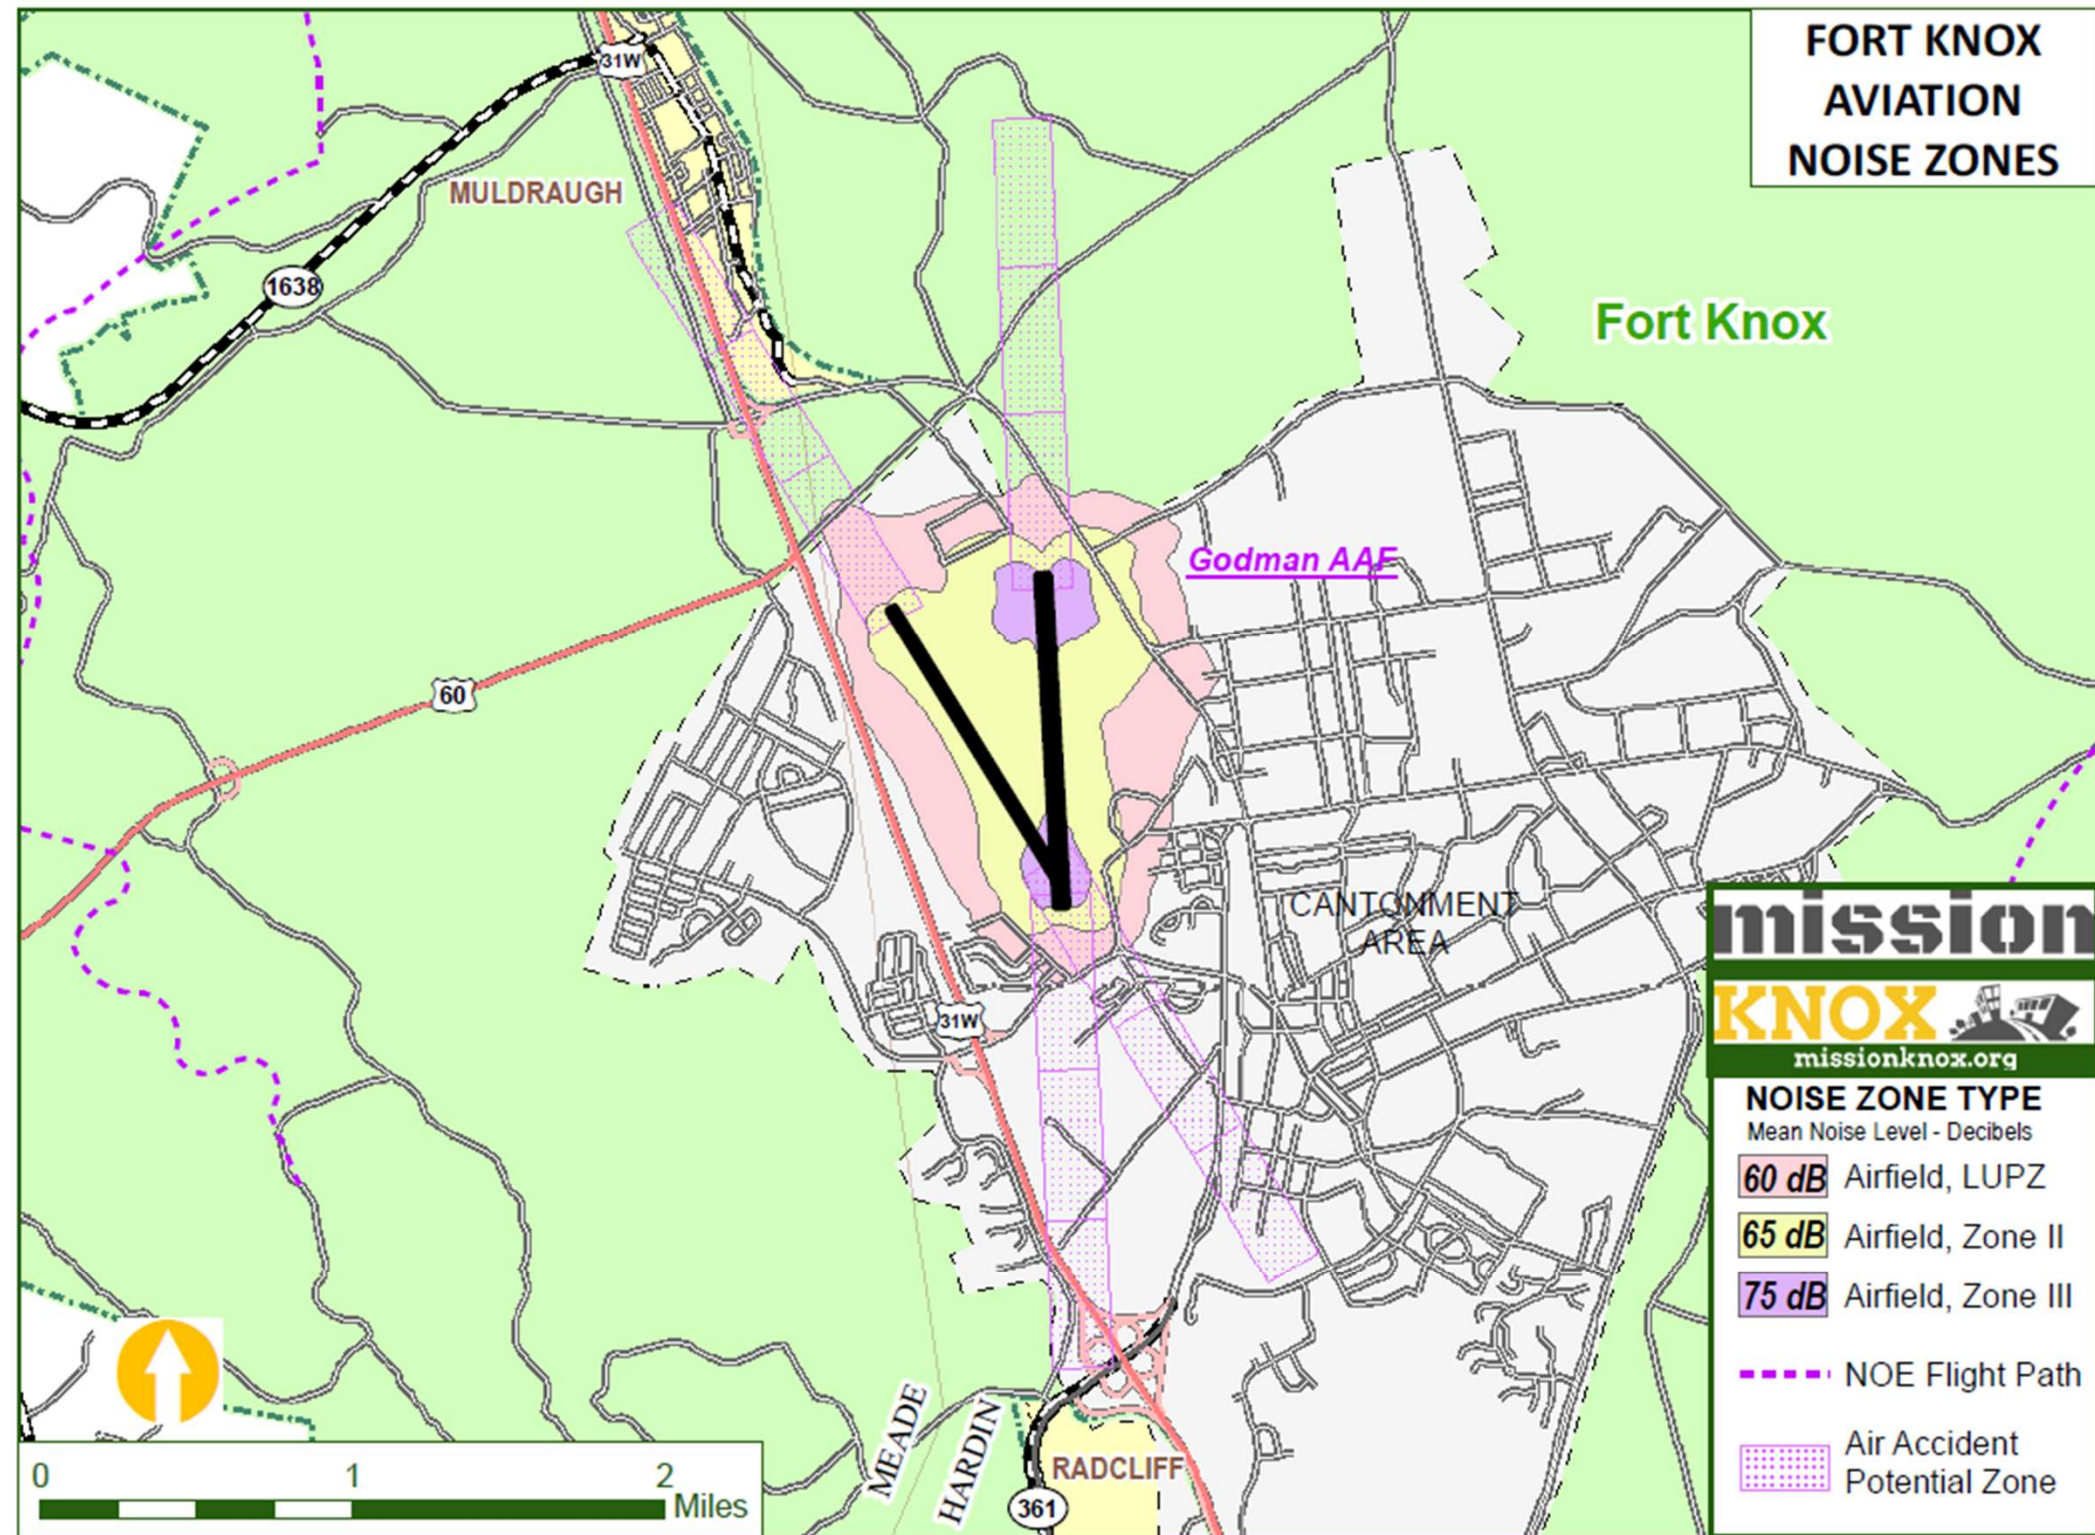 FORT KNOX
AVIATION
NOISE ZONES
31W
MULDRAUGH
1638
Fort Knox
Godman AAF
60
CANTONMENT
AREA
31W
mission
KNOX
missionknox.org
NOISE ZONE TYPE
Mean Noise Level - Decibels
60 dB Airfield, LUPZ
65 dB Airfield, Zone II
75 dB Airfield, Zone III
NOE Flight Path
Air Accident
Potential Zone
MEADE
HARDIN
RADCLIFF
361
0 1 2
Miles